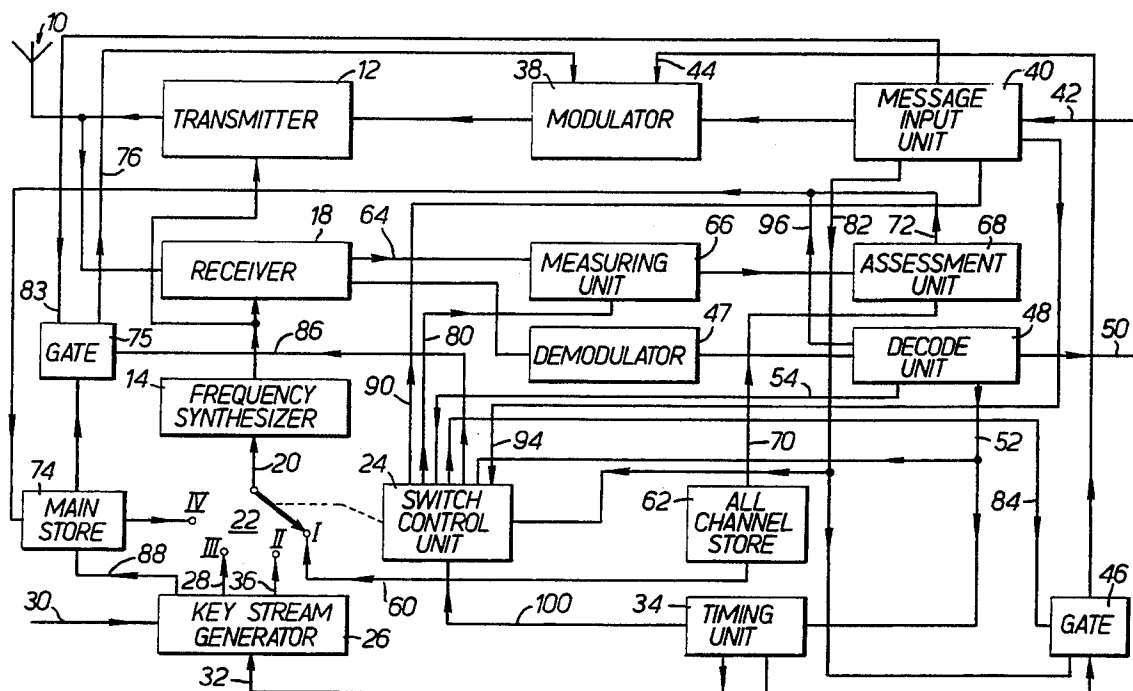 10
12
TRANSMITTER
38
MODULATOR
44
MESSAGE
INPUT
UNIT
40
42
76
18
RECEIVER
64
MEASURING
UNIT
66
96
72
82
68
ASSESSMENT
UNIT
83
GATE
75
86
80
47
DEMODULATOR
DECODE
UNIT
48
50
14
FREQUENCY
SYNTHESIZER
90
54
94
70
52
20
24
SWITCH
CONTROL
UNIT
62
ALL
CHANNEL
STORE
84
74
MAIN
STORE
IV
22
I
III
II
88
28
36
60
30
KEY STREAM
GENERATOR
26
100
34
TIMING
UNIT
46
GATE
32